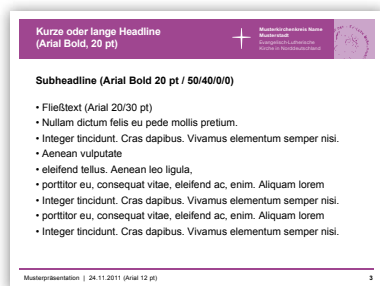 Kurze oder lange Headline
(Arial Bold, 20 pt)
Musterkirchenkreis Name
Musterstadt
Evangelisch-Lutherische
Kirche in Norddeutschland
Subheadline (Arial Bold 20 pt / 50/40/0/0)
• Fließtext (Arial 20/30 pt)
• Nullam dictum felis eu pede mollis pretium.
• Integer tincidunt. Cras dapibus. Vivamus elementum semper nisi.
• Aenean vulputate
• eleifend tellus. Aenean leo ligula,
• porttitor eu, consequat vitae, eleifend ac, enim. Aliquam lorem
• Integer tincidunt. Cras dapibus. Vivamus elementum semper nisi.
• porttitor eu, consequat vitae, eleifend ac, enim. Aliquam lorem
• Integer tincidunt. Cras dapibus. Vivamus elementum semper nisi.
Musterpräsentation | 24.11.2011 (Arial 12 pt)
3